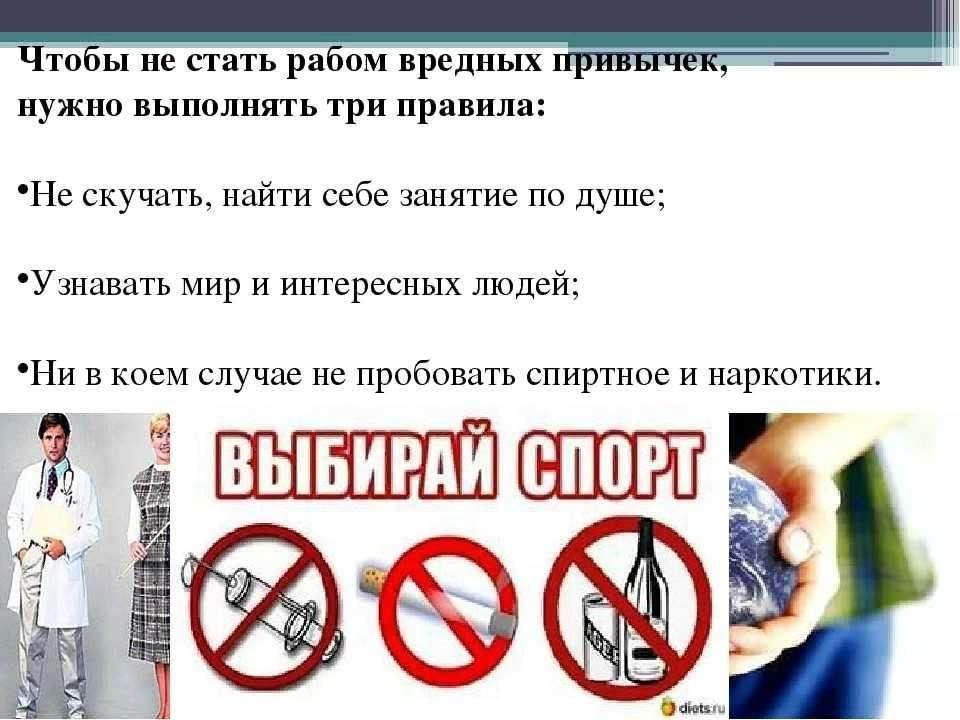 Чтобы не стать рабом вредных привычек,
нужно выполнять три правила:
•Не скучать, найти себе занятие по душе;
•Узнавать мир и интересных людей;
•Ни в коем случае не пробовать спиртное и наркотики.
ВЫБИРАЙ СПОРТ
diets.ru